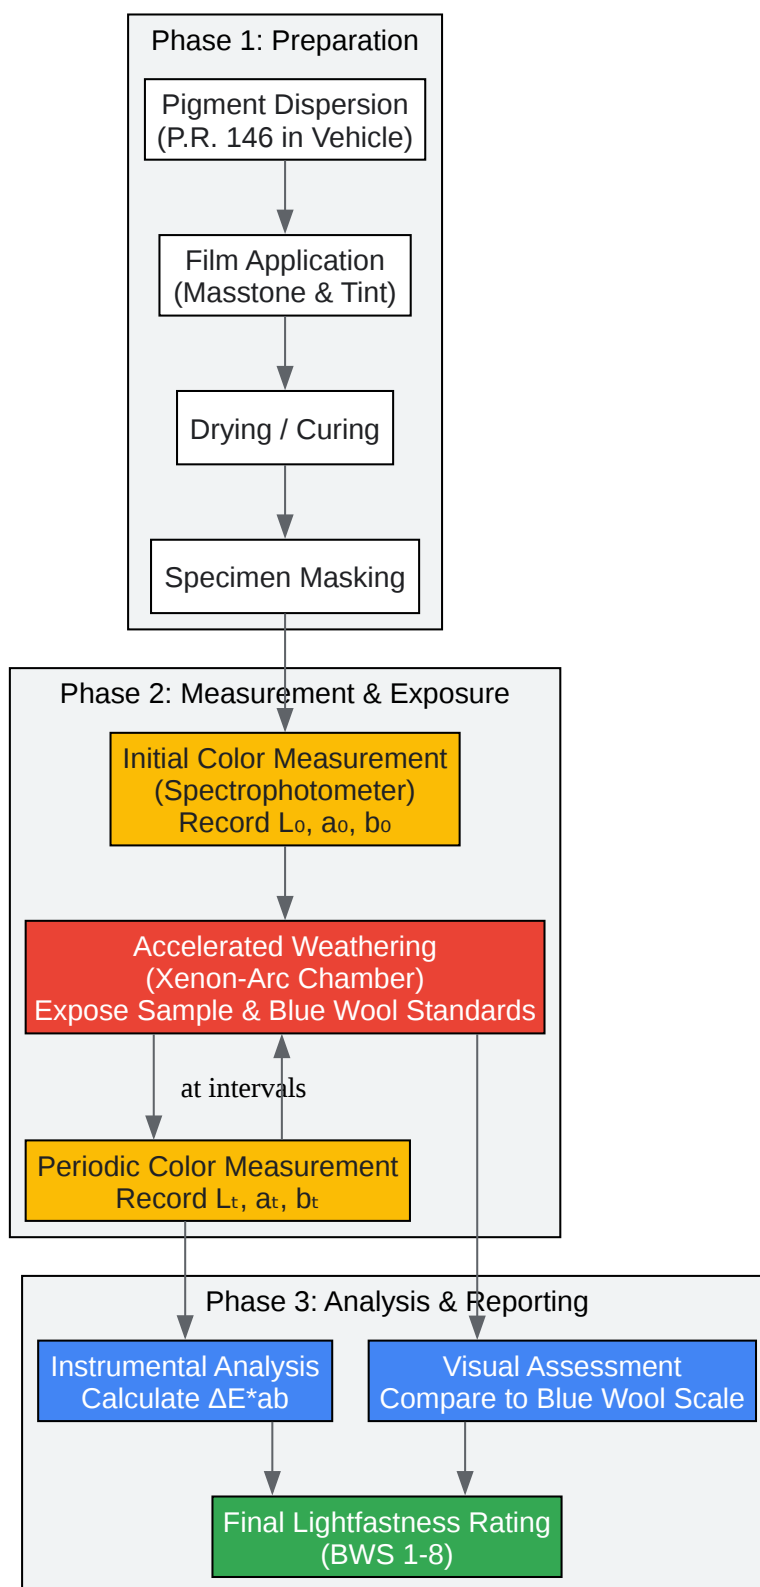 Phase 1: Preparation
Pigment Dispersion
(P.R. 146 in Vehicle)
Film Application
(Masstone & Tint)
Drying / Curing
Specimen Masking
Phase 2: Measurement & Exposure
Initial Color Measurement
(Spectrophotometer)
Record L₀, a₀, b₀
Accelerated Weathering
(Xenon-Arc Chamber)
Expose Sample & Blue Wool Standards
at intervals
Periodic Color Measurement
Record Lₜ, aₜ, bₜ
Phase 3: Analysis & Reporting
Instrumental Analysis
Calculate ΔE*ab
Visual Assessment
Compare to Blue Wool Scale
Final Lightfastness Rating
(BWS 1-8)